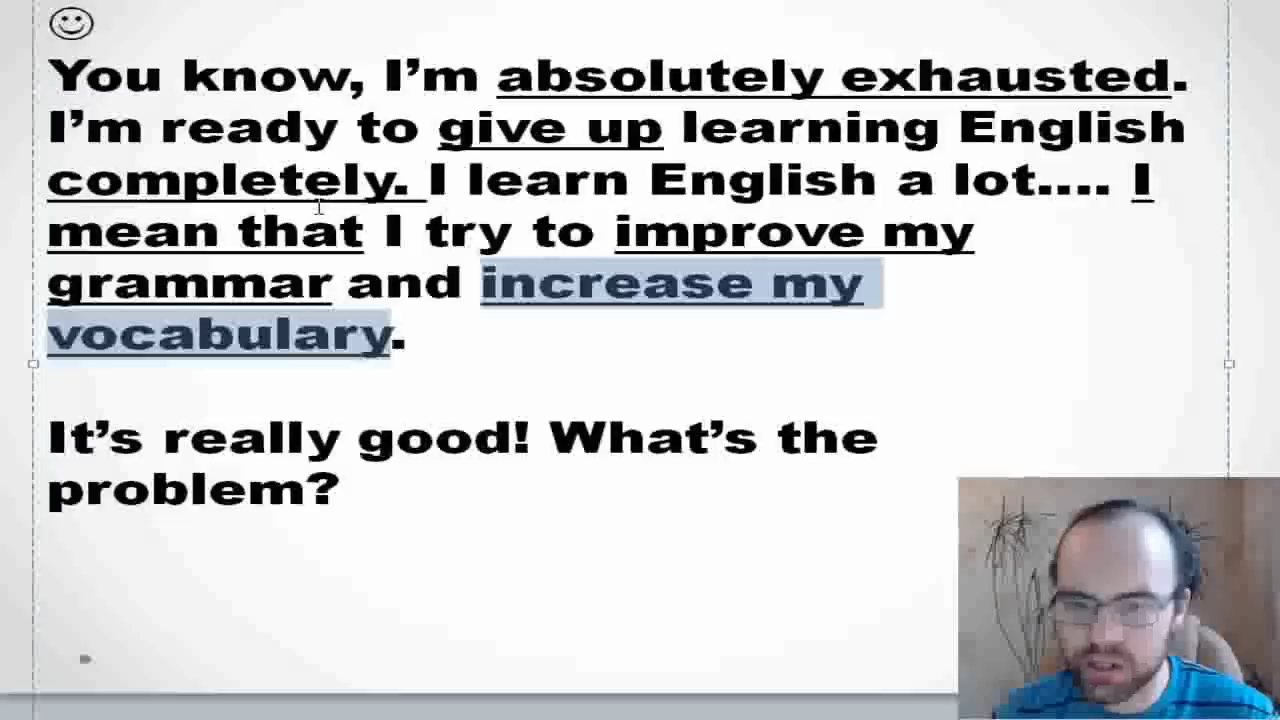 You know, I'm absolutely exhausted.
I'm ready to give up learning English
completely. I learn English a lot.... I
mean that I try to improve my
grammar and increase my
vocabulary.
It's really good! What's the
problem?